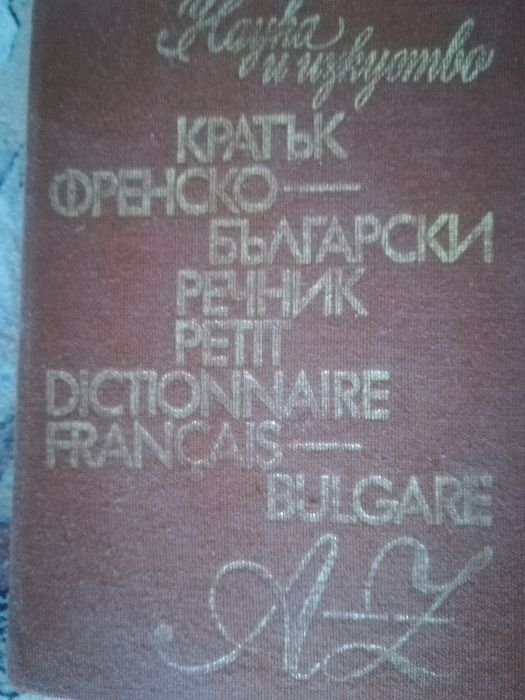 Наука
и изкуство
КРАТЪК
ФРЕНСКО—
БЪЛГАРСКИ
РЕЧНИК
PETIT
DICTIONNAIRE
FRANÇAIS—
BULGARE
A—Z